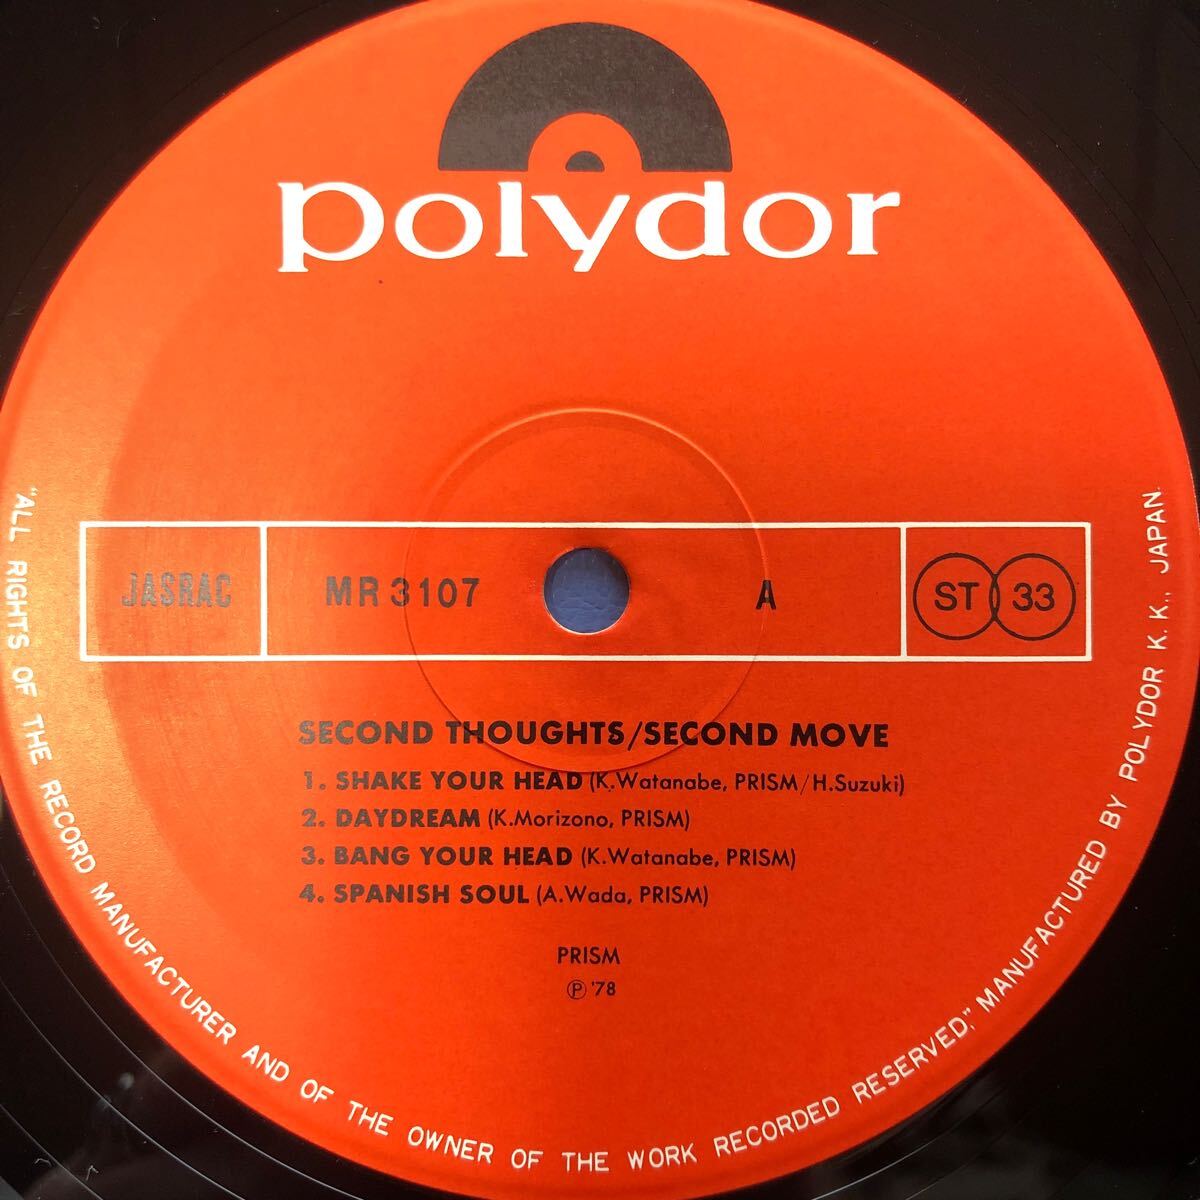 polydor
JASRAC MR 3107 A ST 33
SECOND THOUGHTS/SECOND MOVE
1. SHAKE YOUR HEAD (K.Watanabe, PRISM/H.Suzuki)
2. DAYDREAM (K.Morizono, PRISM)
3. BANG YOUR HEAD (K.Watanabe, PRISM)
4. SPANISH SOUL (A.Wada, PRISM)
PRISM
Ⓟ '78
"ALL RIGHTS OF THE RECORD MANUFACTURER AND OF THE OWNER OF THE WORK RECORDED RESERVED," MANUFACTURED BY POLYDOR K. K., JAPAN